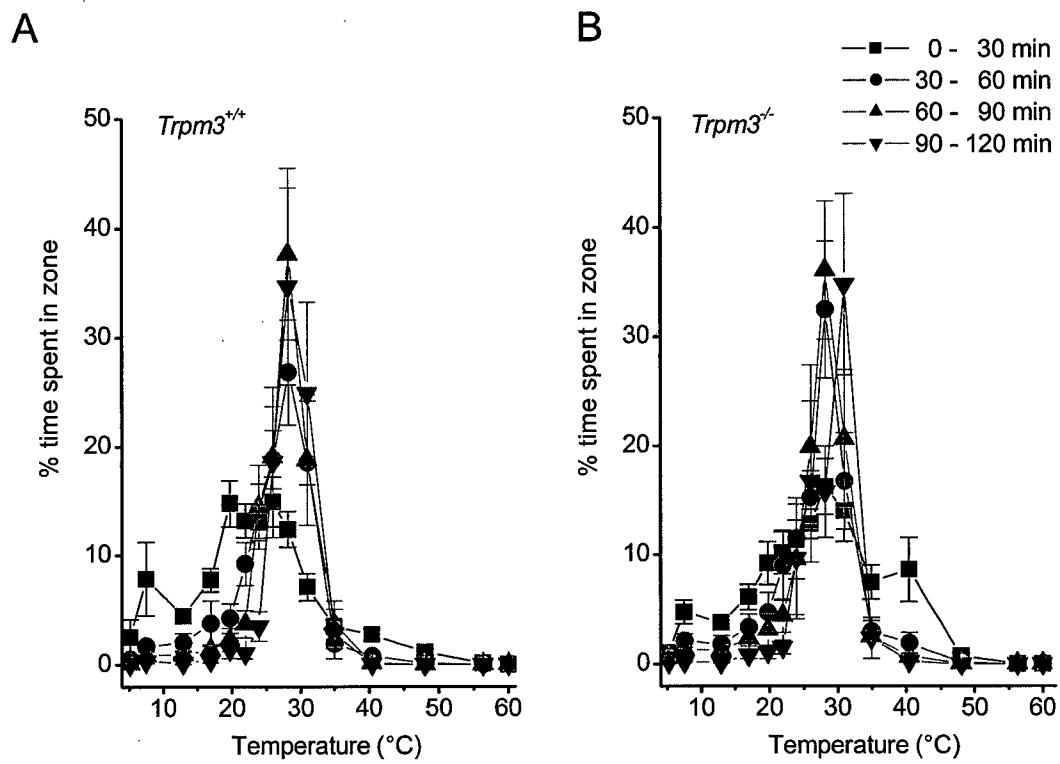 A
Trpm3+/+
50
40
30
20
10
0
% time spent in zone
10 20 30 40 50 60
Temperature (°C)
B
0 - 30 min
30 - 60 min
60 - 90 min
90 - 120 min
Trpm3-/-
50
40
30
20
10
0
% time spent in zone
10 20 30 40 50 60
Temperature (°C)